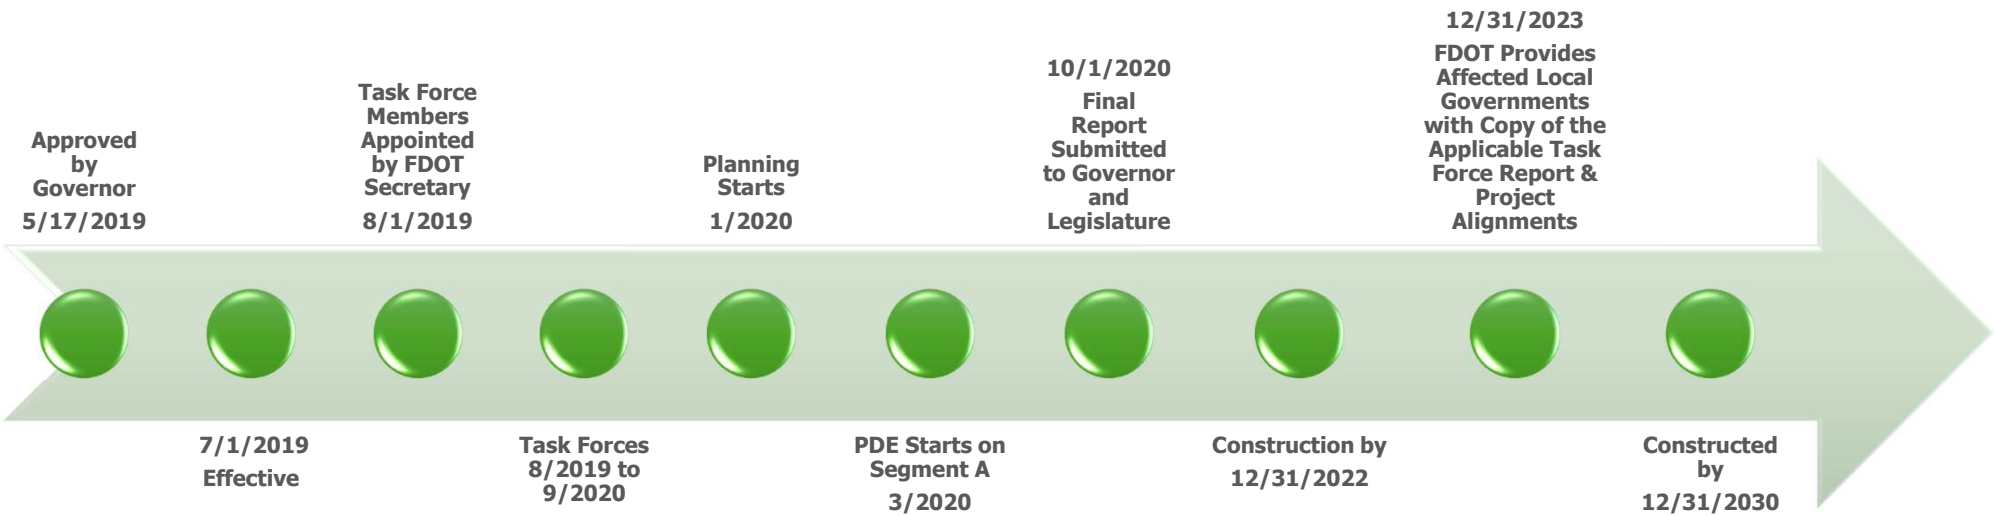 Approved
by
Governor
5/17/2019
7/1/2019
Effective
Task Force
Members
Appointed
by FDOT
Secretary
8/1/2019
Task Forces
8/2019 to
9/2020
Planning
Starts
1/2020
PDE Starts on
Segment A
3/2020
10/1/2020
Final
Report
Submitted
to Governor
and
Legislature
Construction by
12/31/2022
12/31/2023
FDOT Provides
Affected Local
Governments
with Copy of the
Applicable Task
Force Report &
Project
Alignments
Constructed
by
12/31/2030